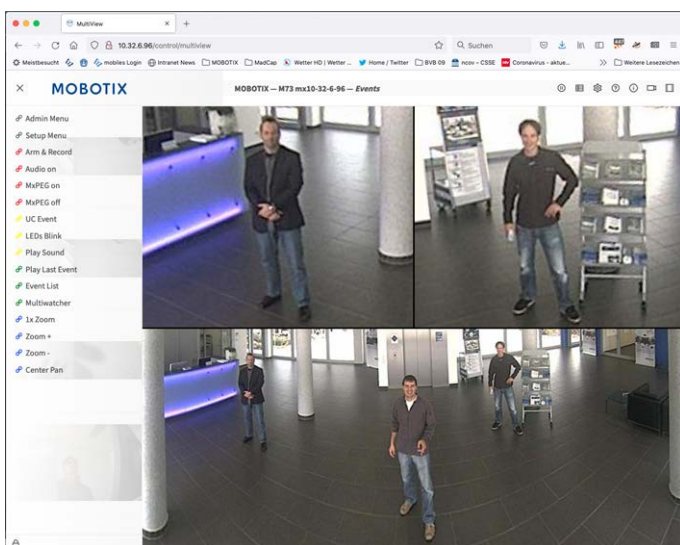 MultiView
10.32.6.96/control/multiview
Suchen
Meistbesucht
mobiles Login
Intranet News
MOBOTIX
MadCap
Wetter HD | Wetter ...
Home / Twitter
BVB 09
ncov - CSSE
Coronavirus - aktue...
Weitere Lesezeichen
MOBOTIX
MOBOTIX — M73 mx10-32-6-96 — Events
Admin Menu
Setup Menu
Arm & Record
Audio on
MxPEG on
MxPEG off
UC Event
LEDs Blink
Play Sound
Play Last Event
Event List
Multiwatcher
1x Zoom
Zoom +
Zoom -
Center Pan